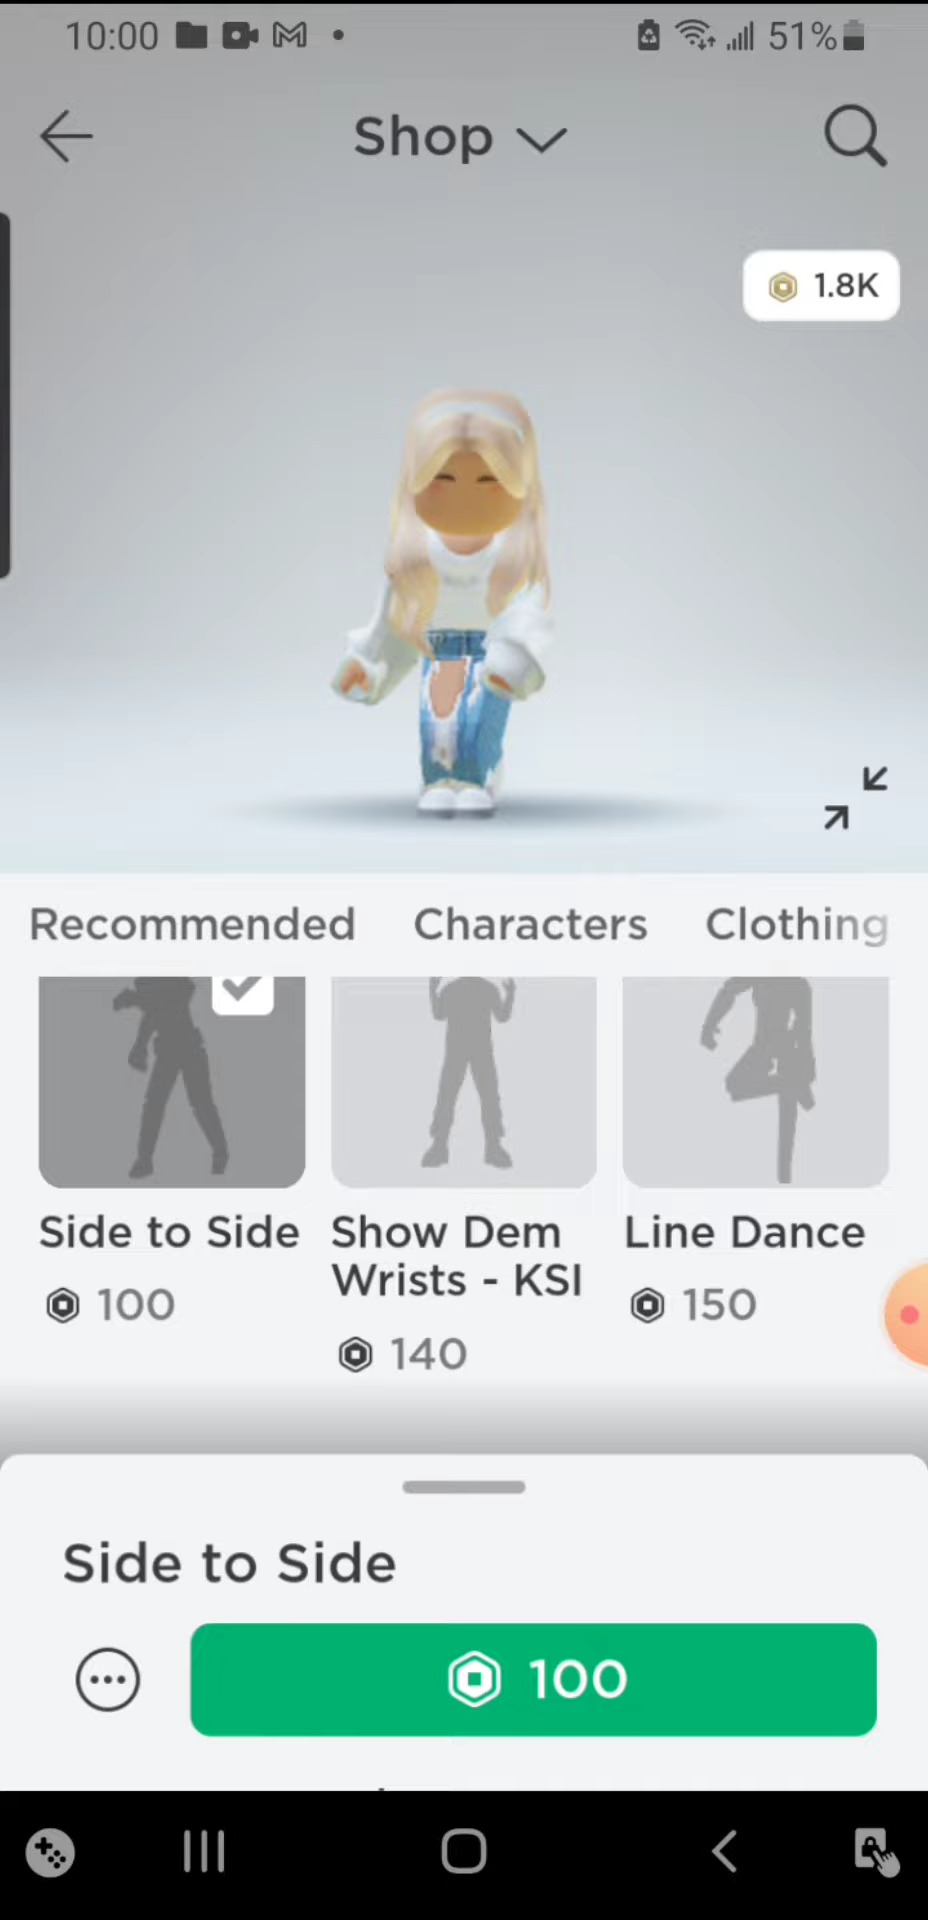 10:00
51%
Shop
1.8K
Recommended Characters Clothing
Side to Side
100
Show Dem
Wrists - KSI
140
Line Dance
150
Side to Side
100